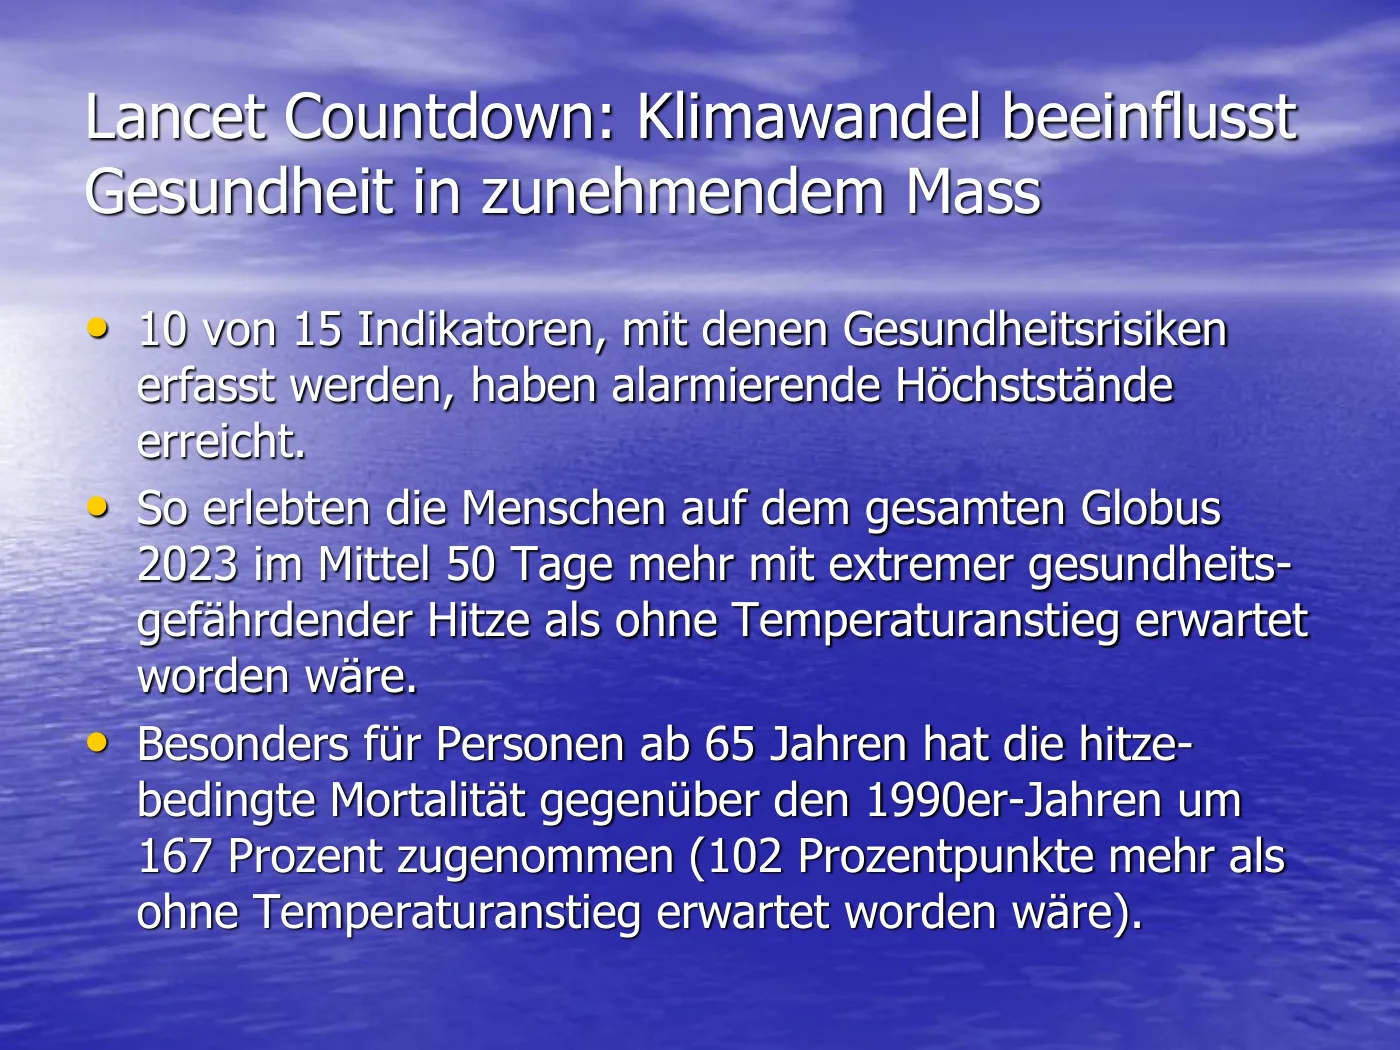 Lancet Countdown: Klimawandel beeinflusst
Gesundheit in zunehmendem Mass
• 10 von 15 Indikatoren, mit denen Gesundheitsrisiken
erfasst werden, haben alarmierende Höchststände
erreicht.
• So erlebten die Menschen auf dem gesamten Globus
2023 im Mittel 50 Tage mehr mit extremer gesundheits-
gefährdender Hitze als ohne Temperaturanstieg erwartet
worden wäre.
• Besonders für Personen ab 65 Jahren hat die hitze-
bedingte Mortalität gegenüber den 1990er-Jahren um
167 Prozent zugenommen (102 Prozentpunkte mehr als
ohne Temperaturanstieg erwartet worden wäre).